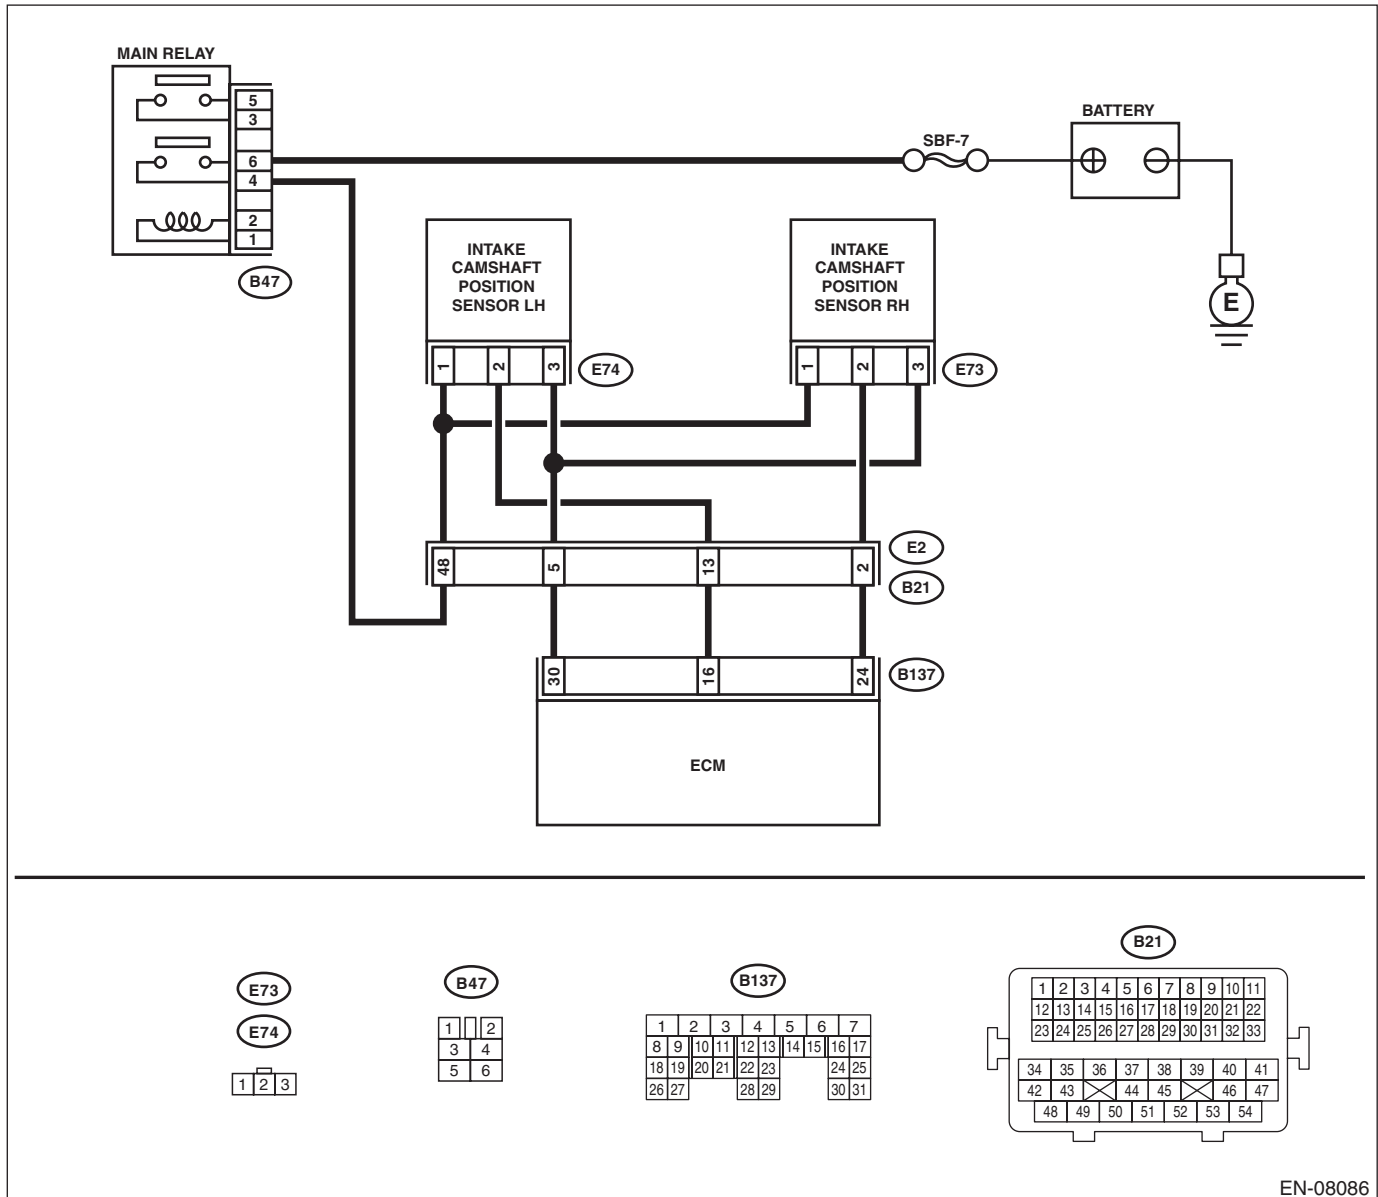 MAIN RELAY
5
3
6
4
2
1
B47
SBF-7
BATTERY
E
INTAKE
CAMSHAFT
POSITION
SENSOR LH
1 2 3
E74
INTAKE
CAMSHAFT
POSITION
SENSOR RH
1 2 3
E73
48 5 13 2
E2
B21
30 16 24
B137
ECM
E73
E74
1 2 3
B47
1 2
3 4
5 6
B137
1 2 3 4 5 6 7
8 9 10 11 12 13 14 15 16 17
18 19 20 21 22 23 24 25
26 27 28 29 30 31
B21
1 2 3 4 5 6 7 8 9 10 11
12 13 14 15 16 17 18 19 20 21 22
23 24 25 26 27 28 29 30 31 32 33
34 35 36 37 38 39 40 41
42 43 44 45 46 47
48 49 50 51 52 53 54
EN-08086